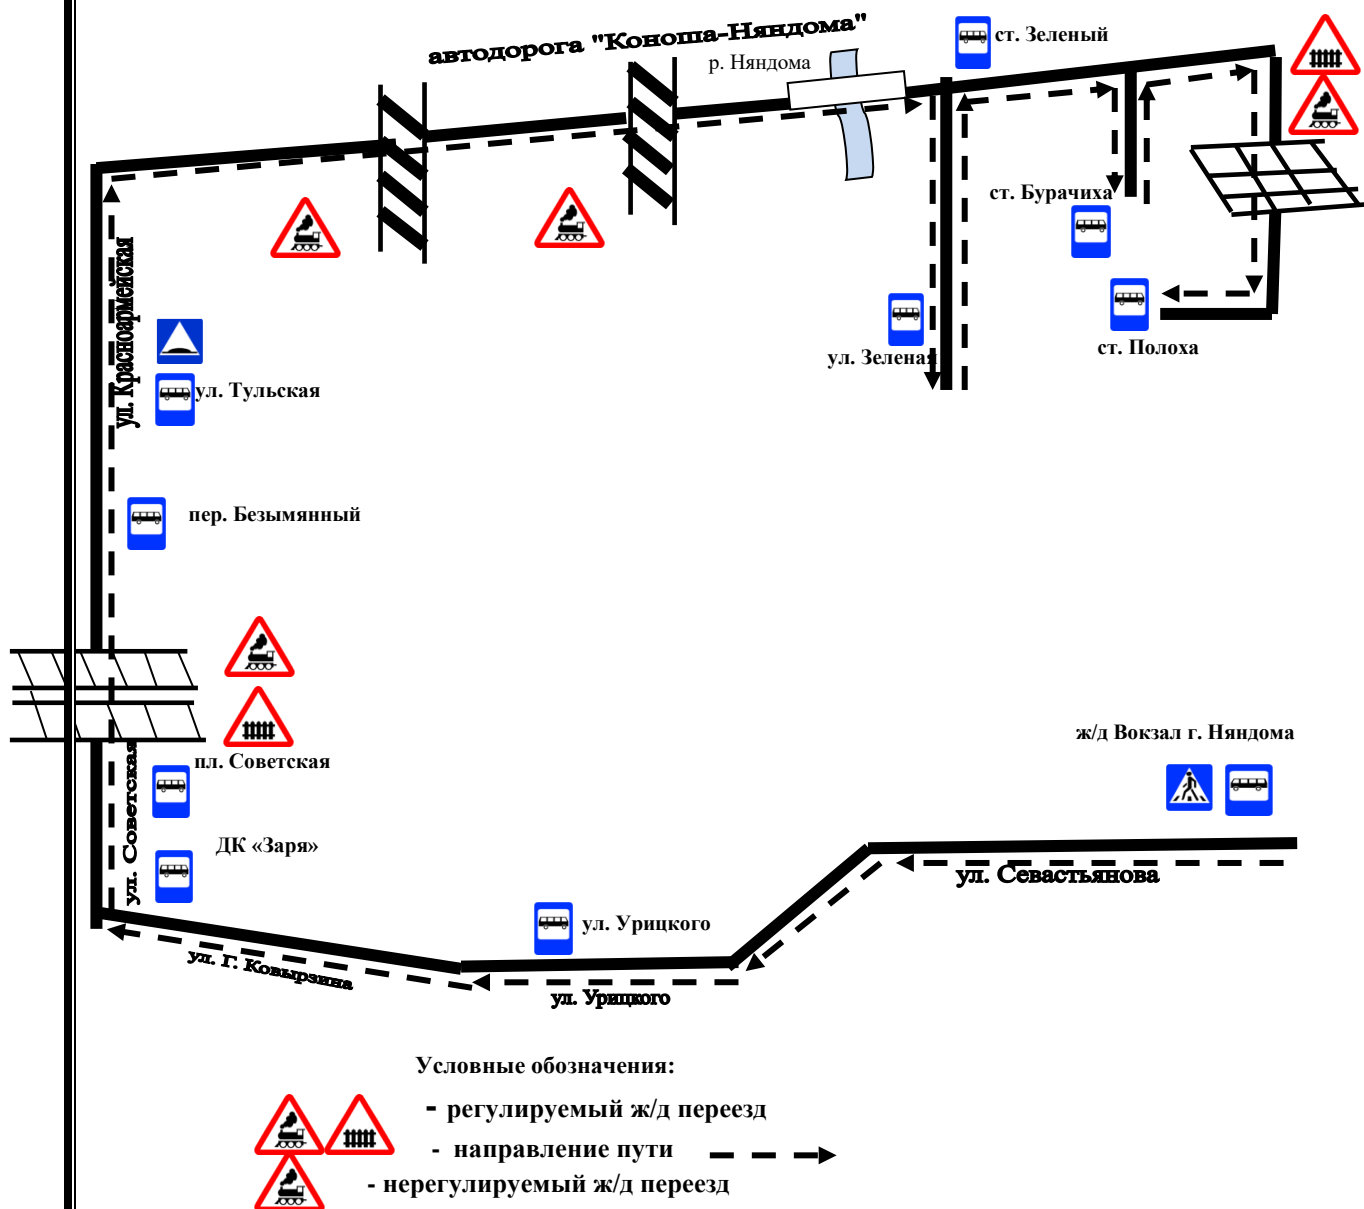 автодорога "Коноша-Няндома"
ст. Зеленый
р. Няндома
ст. Бурачиха
ул. Зеленая
ст. Полоха
ул. Красноармейская
ул. Тульская
пер. Безымянный
пл. Советская
ж/д Вокзал г. Няндома
ул. Советская
ДК «Заря»
ул. Севастьянова
ул. Урицкого
ул. Г. Ковырзина
ул. Урицкого
Условные обозначения:
- регулируемый ж/д переезд
- направление пути
- нерегулируемый ж/д переезд